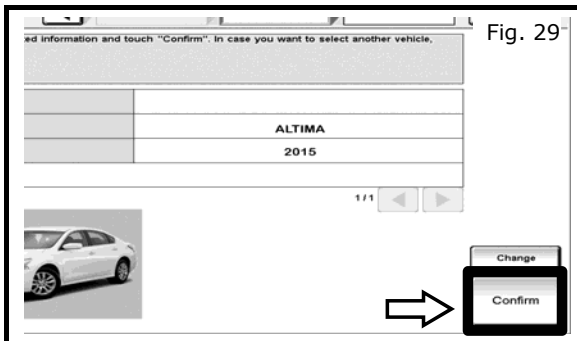 Fig. 29
ed information and touch "Confirm". In case you want to select another vehicle,
ALTIMA
2015
1/1
Change
Confirm